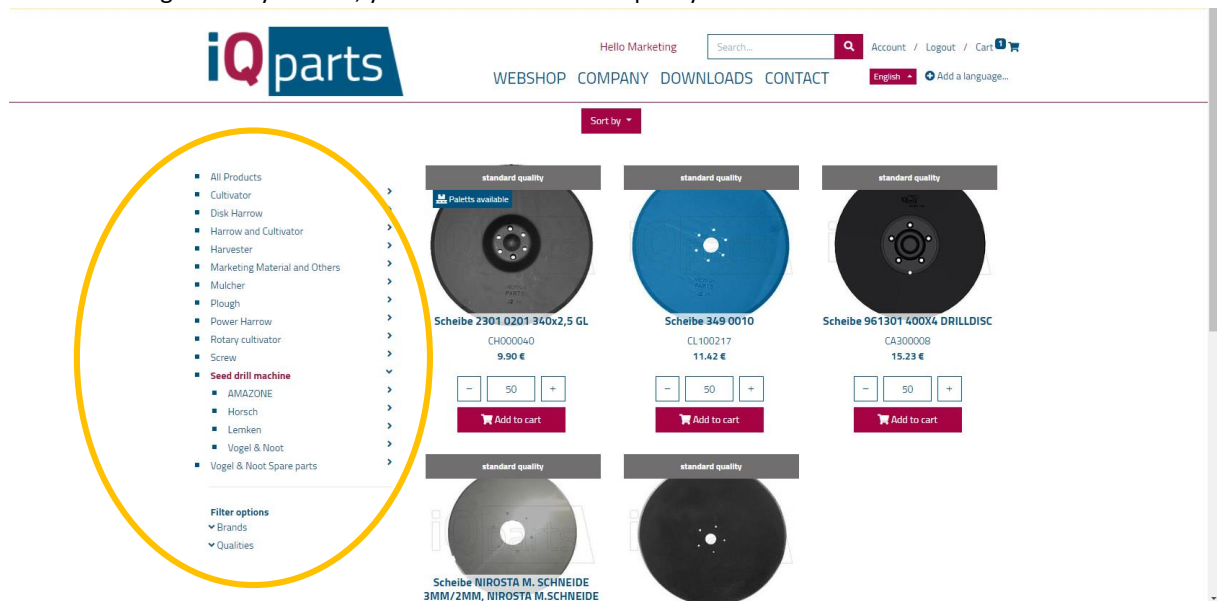 iQparts
Hello Marketing
Search...
Account / Logout / Cart 1
WEBSHOP COMPANY DOWNLOADS CONTACT
English
Add a language...
Sort by
All Products
Cultivator
Disk Harrow
Harrow and Cultivator
Harvester
Marketing Material and Others
Mulcher
Plough
Power Harrow
Rotary cultivator
Screw
Seed drill machine
AMAZONE
Horsch
Lemken
Vogel & Noot
Vogel & Noot Spare parts
Filter options
Brands
Qualities
standard quality
Paletts available
Scheibe 2301 0201 340x2,5 GL
CH000040
9.90 €
- 50 +
Add to cart
standard quality
Scheibe 349 0010
CL100217
11.42 €
- 50 +
Add to cart
standard quality
Scheibe 961301 400X4 DRILLDISC
CA300008
15.23 €
- 50 +
Add to cart
standard quality
Scheibe NIROSTA M. SCHNEIDE
3MM/2MM, NIROSTA M.SCHNEIDE
standard quality